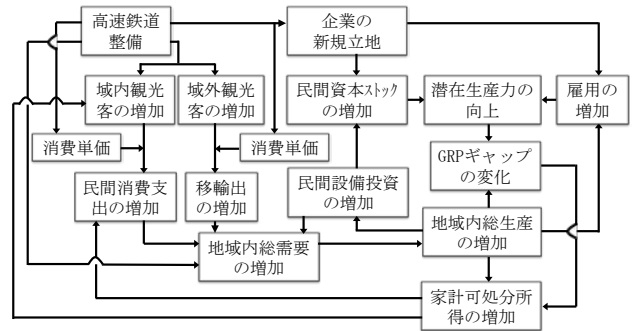 高速鉄道
整備
企業の
新規立地
域内観光
客の増加
域外観光
客の増加
民間資本ｽﾄｯｸ
の増加
潜在生産力の
向上
雇用の
増加
消費単価
消費単価
GRPギャップ
の変化
民間消費支
出の増加
移輸出
の増加
民間設備投資
の増加
地域内総生産
の増加
地域内総需要
の増加
家計可処分所
得の増加